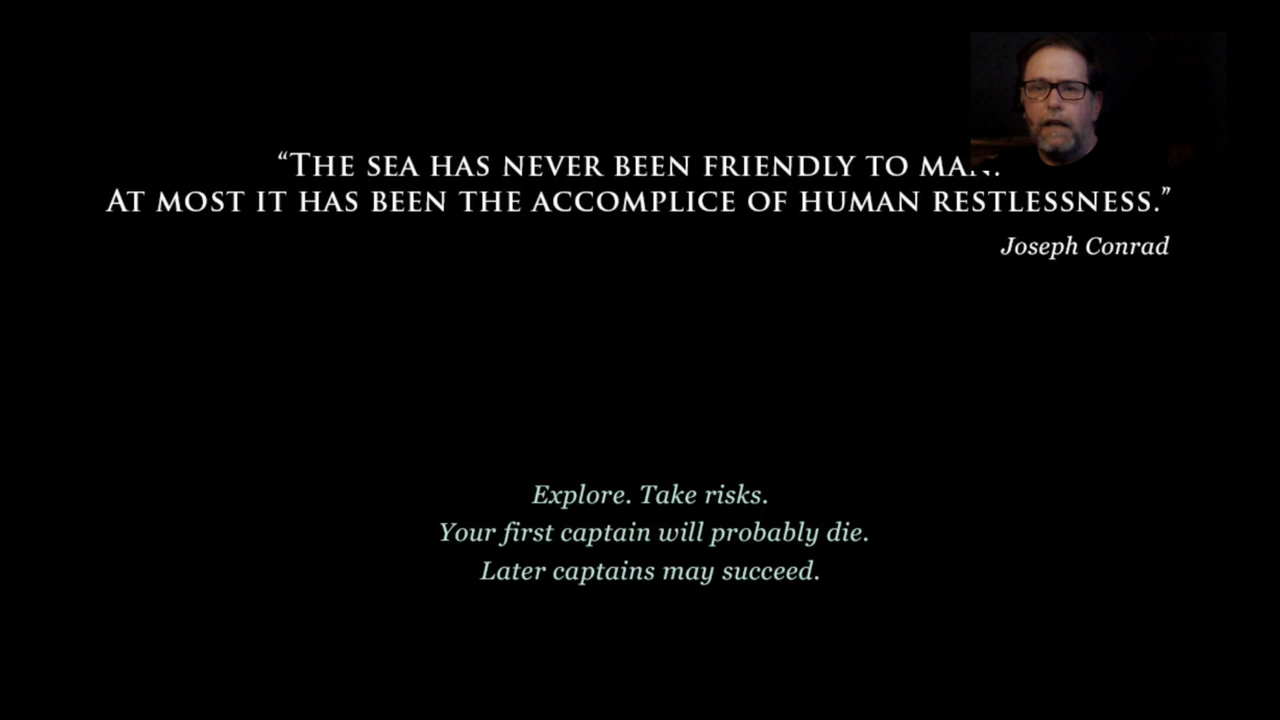 “The sea has never been friendly to man.
At most it has been the accomplice of human restlessness.”
Joseph Conrad
Explore. Take risks.
Your first captain will probably die.
Later captains may succeed.